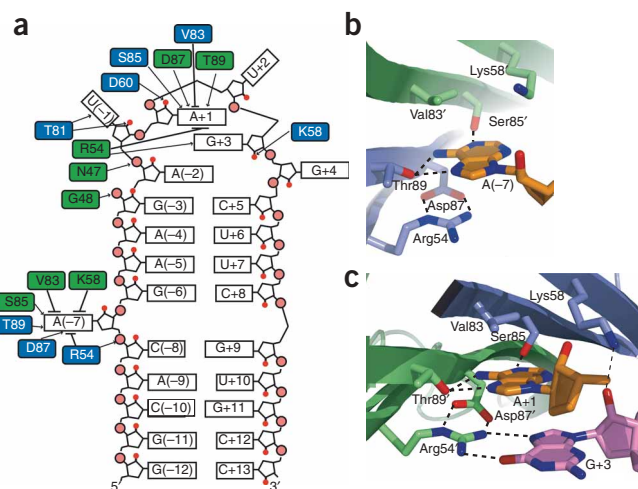 a
V83
S85
D87
T89
D60
U+2
U(–1)
A+1
T81
R54
G+3
K58
N47
A(–2)
G+4
G48
G(–3)
C+5
A(–4)
U+6
A(–5)
U+7
G(–6)
C+8
V83
K58
S85
T89
A(–7)
D87
R54
C(–8)
G+9
A(–9)
U+10
C(–10)
G+11
G(–11)
C+12
G(–12)
C+13
5′
3′
b
Lys58′
Val83′
Ser85′
Thr89
A(–7)
Asp87
Arg54
c
Lys58
Val83
Ser85
Thr89′
A+1
Asp87′
Arg54′
G+3